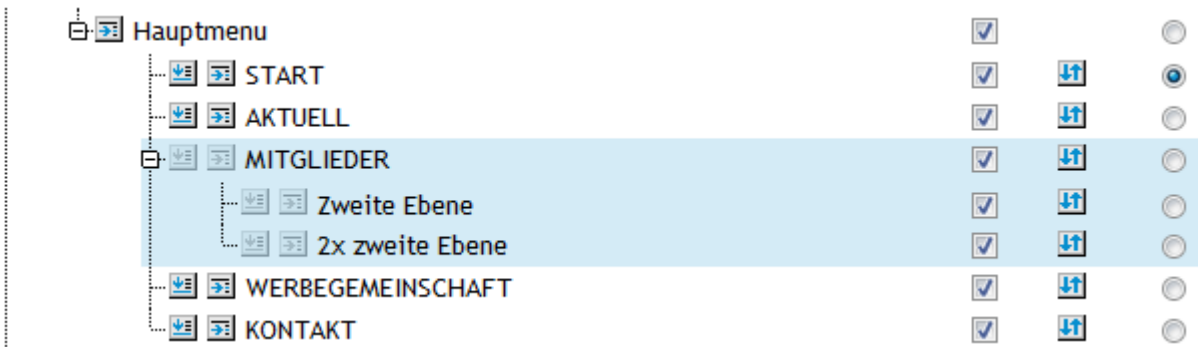 Hauptmenu
START
AKTUELL
MITGLIEDER
Zweite Ebene
2x zweite Ebene
WERBEGEMEINSCHAFT
KONTAKT